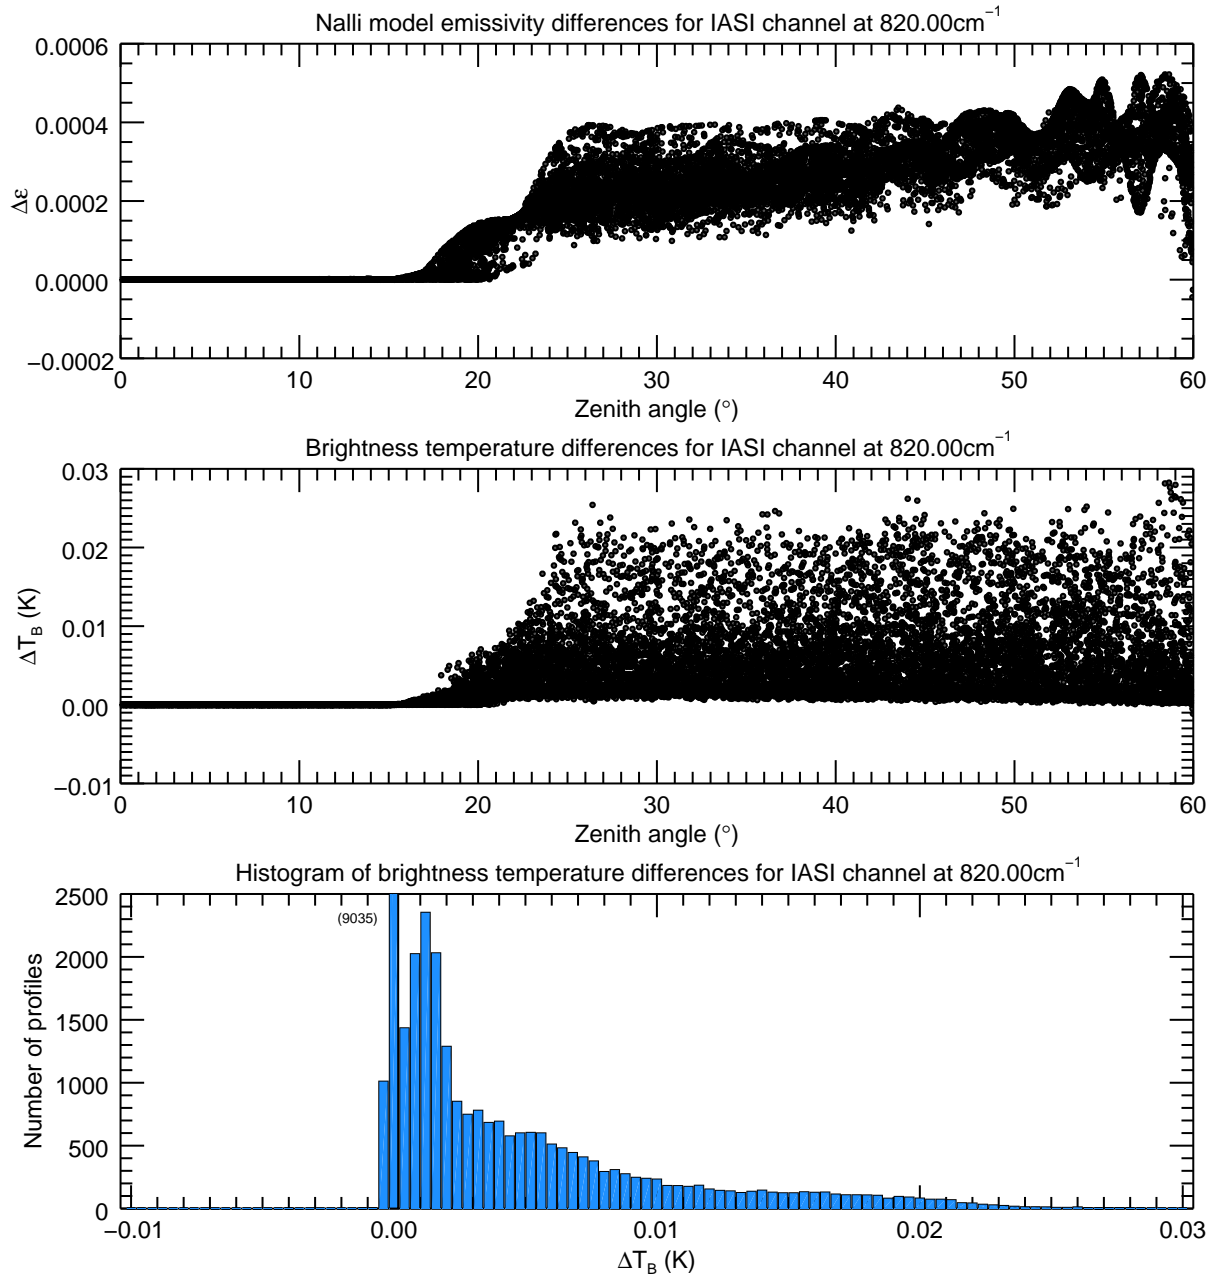 Nalli model emissivity differences for IASI channel at 820.00cm⁻¹
0.0006
0.0004
0.0002
0.0000
−0.0002
Δε
0 10 20 30 40 50 60
Zenith angle (°)
Brightness temperature differences for IASI channel at 820.00cm⁻¹
0.03
0.02
0.01
0.00
−0.01
ΔT_B (K)
0 10 20 30 40 50 60
Zenith angle (°)
Histogram of brightness temperature differences for IASI channel at 820.00cm⁻¹
2500
(9035)
2000
1500
1000
500
0
Number of profiles
−0.01 0.00 0.01 0.02 0.03
ΔT_B (K)